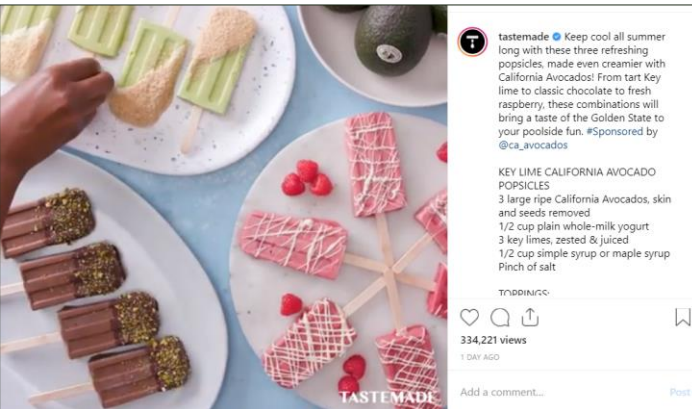 tastemade Keep cool all summer
long with these three refreshing
popsicles, made even creamier with
California Avocados! From tart Key
lime to classic chocolate to fresh
raspberry, these combinations will
bring a taste of the Golden State to
your poolside fun. #Sponsored by
@ca_avocados
KEY LIME CALIFORNIA AVOCADO
POPSICLES
3 large ripe California Avocados, skin
and seeds removed
1/2 cup plain whole-milk yogurt
3 key limes, zested & juiced
1/2 cup simple syrup or maple syrup
Pinch of salt
TOPPINGS:
334,221 views
1 DAY AGO
Add a comment...
Post
TASTEMADE